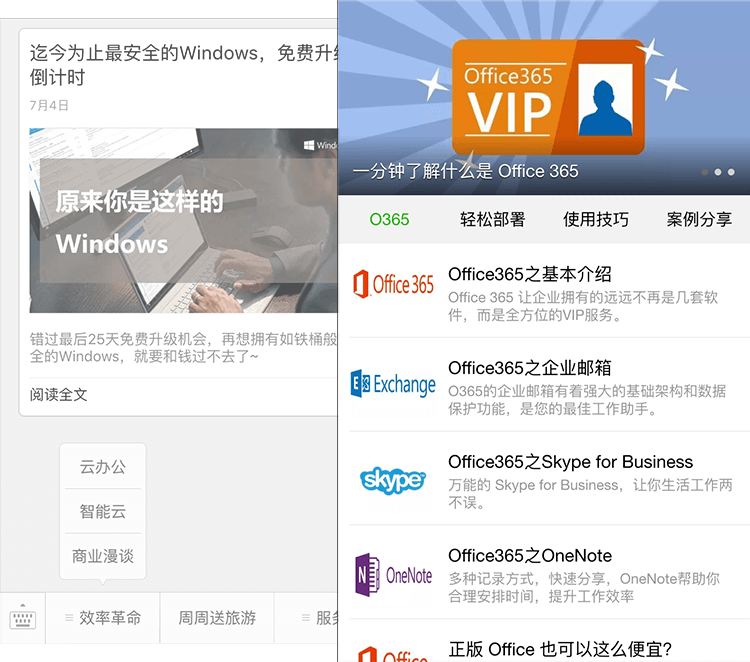 迄今为止最安全的Windows，免费升级
倒计时
7月4日
原来你是这样的
Windows
错过最后25天免费升级机会，再想拥有如铁桶般
全的Windows，就要和钱过不去了~
阅读全文
云办公
智能云
商业漫谈
效率革命
周周送旅游
Office365
VIP
一分钟了解什么是 Office 365
O365
轻松部署
使用技巧
案例分享
Office 365
Office365之基本介绍
Office 365 让企业拥有的远远不再是几套软
件，而是全方位的VIP服务。
Exchange
Office365之企业邮箱
O365的企业邮箱有着强大的基础架构和数据
保护功能，是您的最佳工作助手。
skype
Office365之Skype for Business
万能的 Skype for Business，让你生活工作两
不误。
OneNote
Office365之OneNote
多种记录方式，快速分享，OneNote帮助你
合理安排时间，提升工作效率
Office
正版 Office 也可以这么便宜?